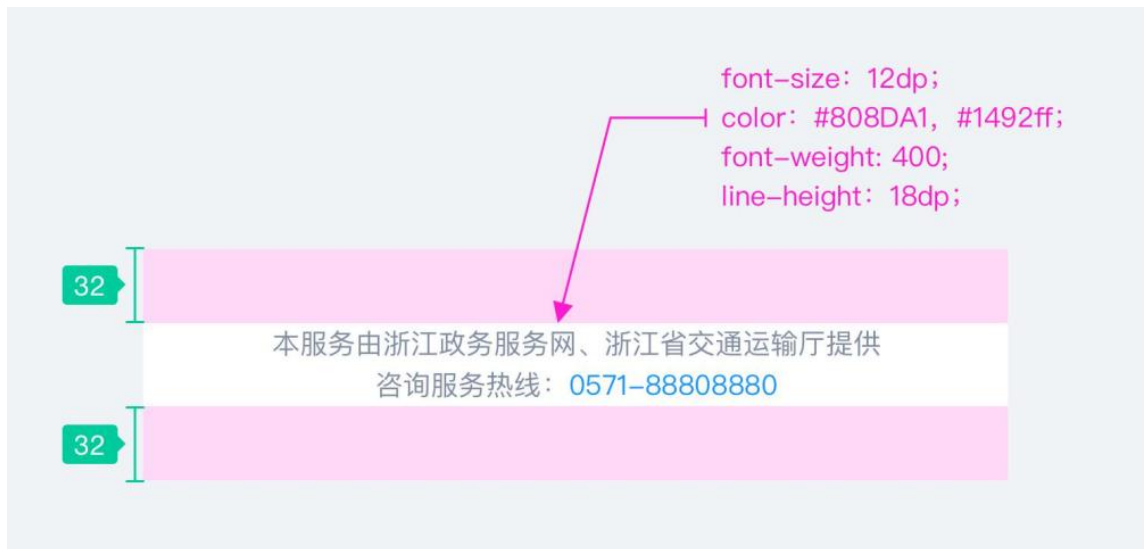 font-size：12dp；
color：#808DA1，#1492ff；
font-weight: 400;
line-height：18dp；
32
本服务由浙江政务服务网、浙江省交通运输厅提供
咨询服务热线：0571-88808880
32